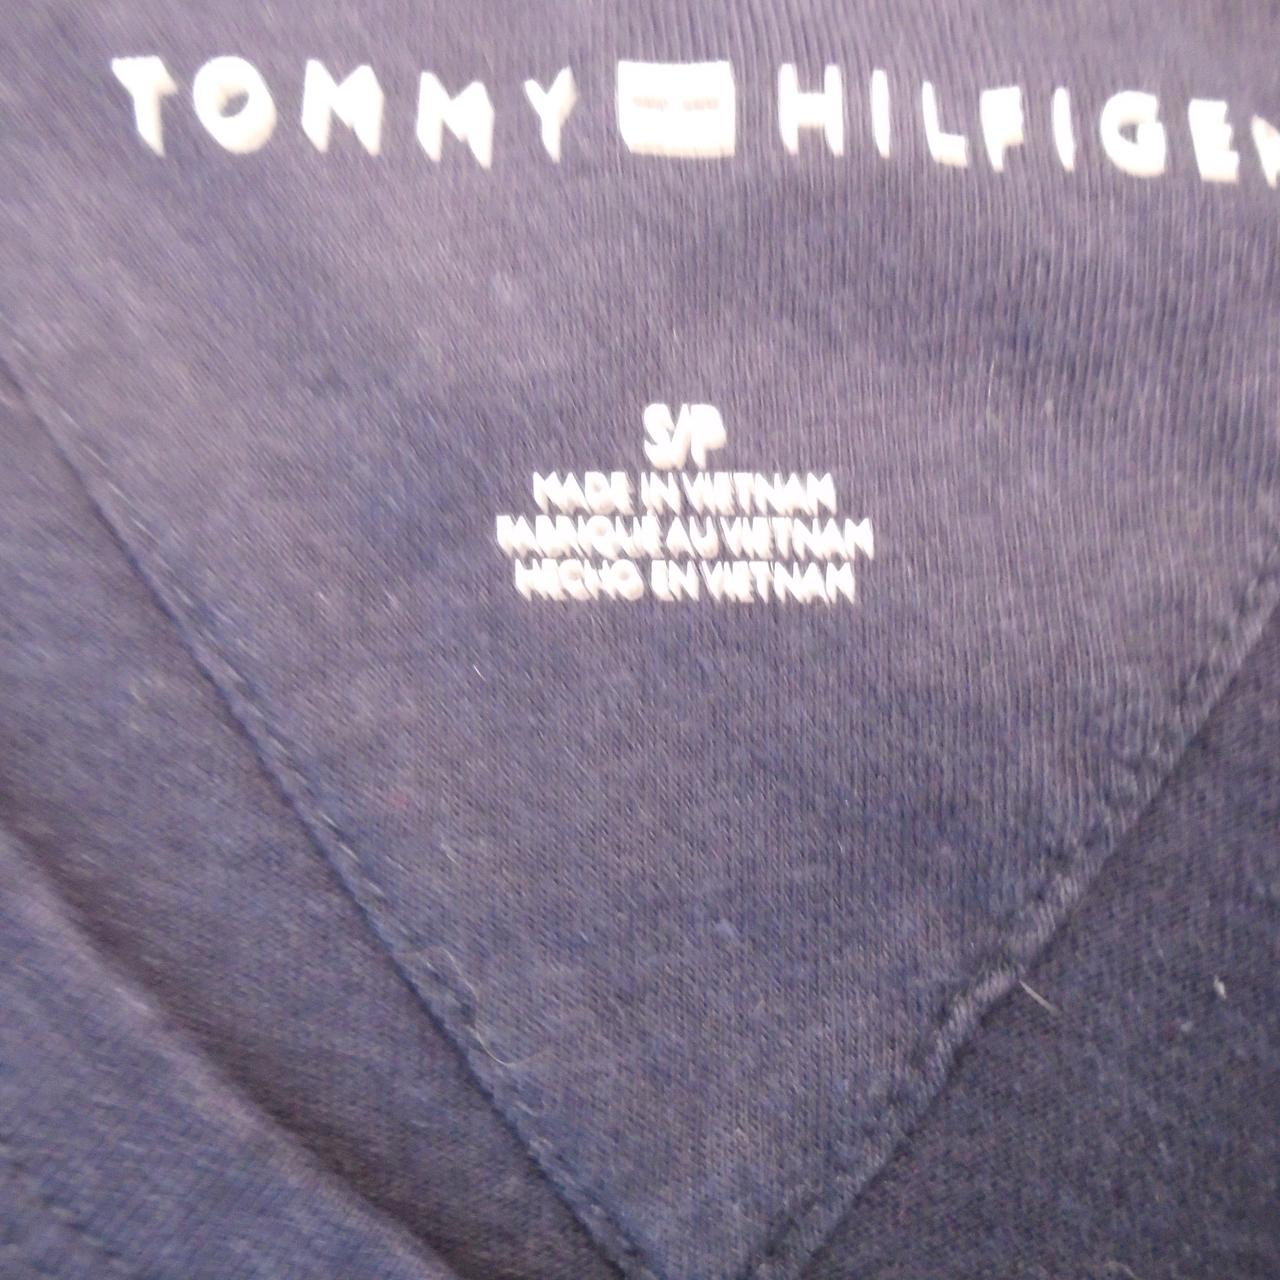 TOMMY HILFIGER
S/P
MADE IN VIETNAM
FABRIQUÉ AU VIETNAM
HECHO EN VIETNAM